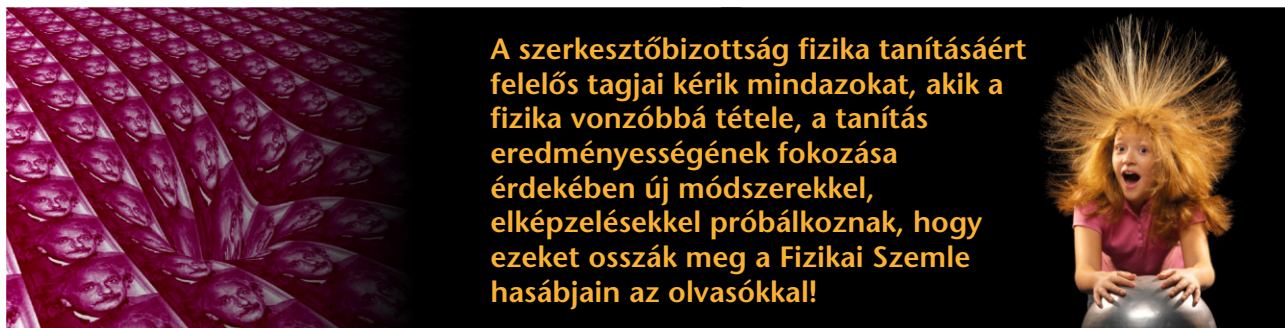 A szerkesztőbizottság fizika tanításáért
felelős tagjai kérik mindazokat, akik a
fizika vonzóbbá tétele, a tanítás
eredményességének fokozása
érdekében új módszerekkel,
elképzelésekkel próbálkoznak, hogy
ezeket osszák meg a Fizikai Szemle
hasábjain az olvasókkal!